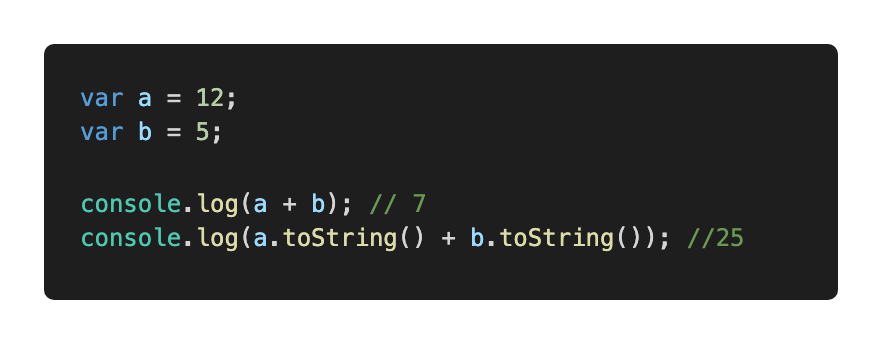 var a = 12;
var b = 5;
console.log(a + b); // 7
console.log(a.toString() + b.toString()); //25